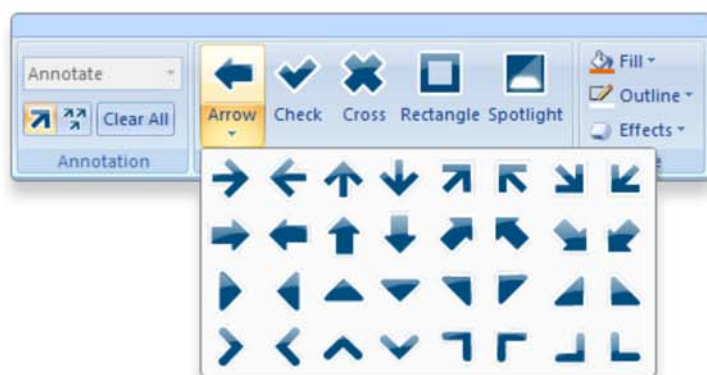 Annotate
Clear All
Annotation
Arrow
Check
Cross
Rectangle
Spotlight
Fill
Outline
Effects